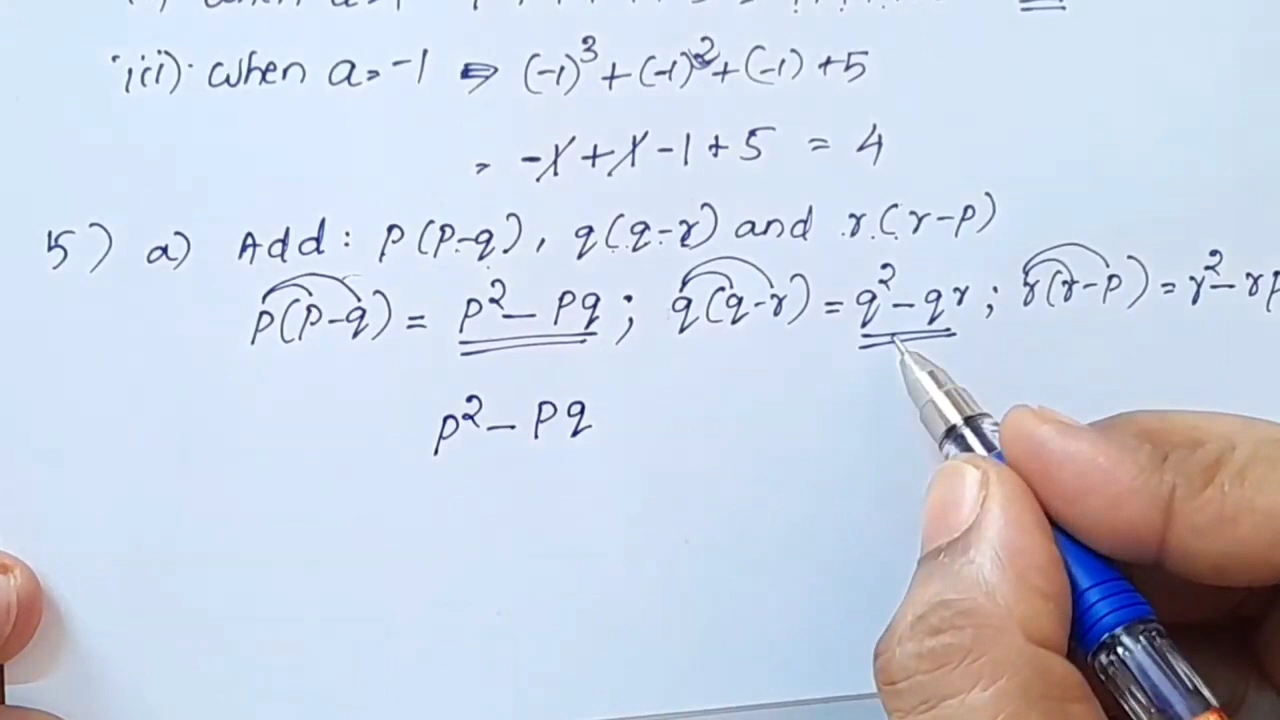 iii) when a = -1 ⇒ (-1)³ + (-1)² + (-1) + 5
= -1 + 1 - 1 + 5 = 4
5) a) Add : p(p-q), q(q-r) and r(r-p)
p(p-q) = p² - pq ; q(q-r) = q² - qr ; r(r-p) = r² - rp
p² - pq